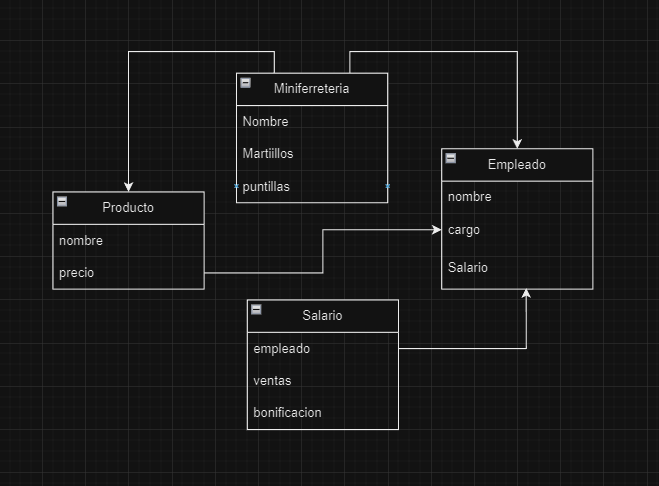 Miniferreteria
Nombre
Martiillos
puntillas
Empleado
nombre
cargo
Salario
Producto
nombre
precio
Salario
empleado
ventas
bonificacion